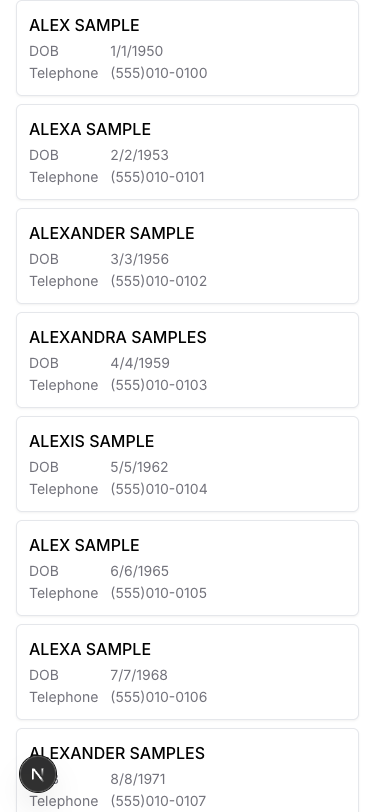 ALEX SAMPLE
DOB 1/1/1950
Telephone (555)010-0100
ALEXA SAMPLE
DOB 2/2/1953
Telephone (555)010-0101
ALEXANDER SAMPLE
DOB 3/3/1956
Telephone (555)010-0102
ALEXANDRA SAMPLES
DOB 4/4/1959
Telephone (555)010-0103
ALEXIS SAMPLE
DOB 5/5/1962
Telephone (555)010-0104
ALEX SAMPLE
DOB 6/6/1965
Telephone (555)010-0105
ALEXA SAMPLE
DOB 7/7/1968
Telephone (555)010-0106
ALEXANDER SAMPLES
N
8/8/1971
Telephone (555)010-0107